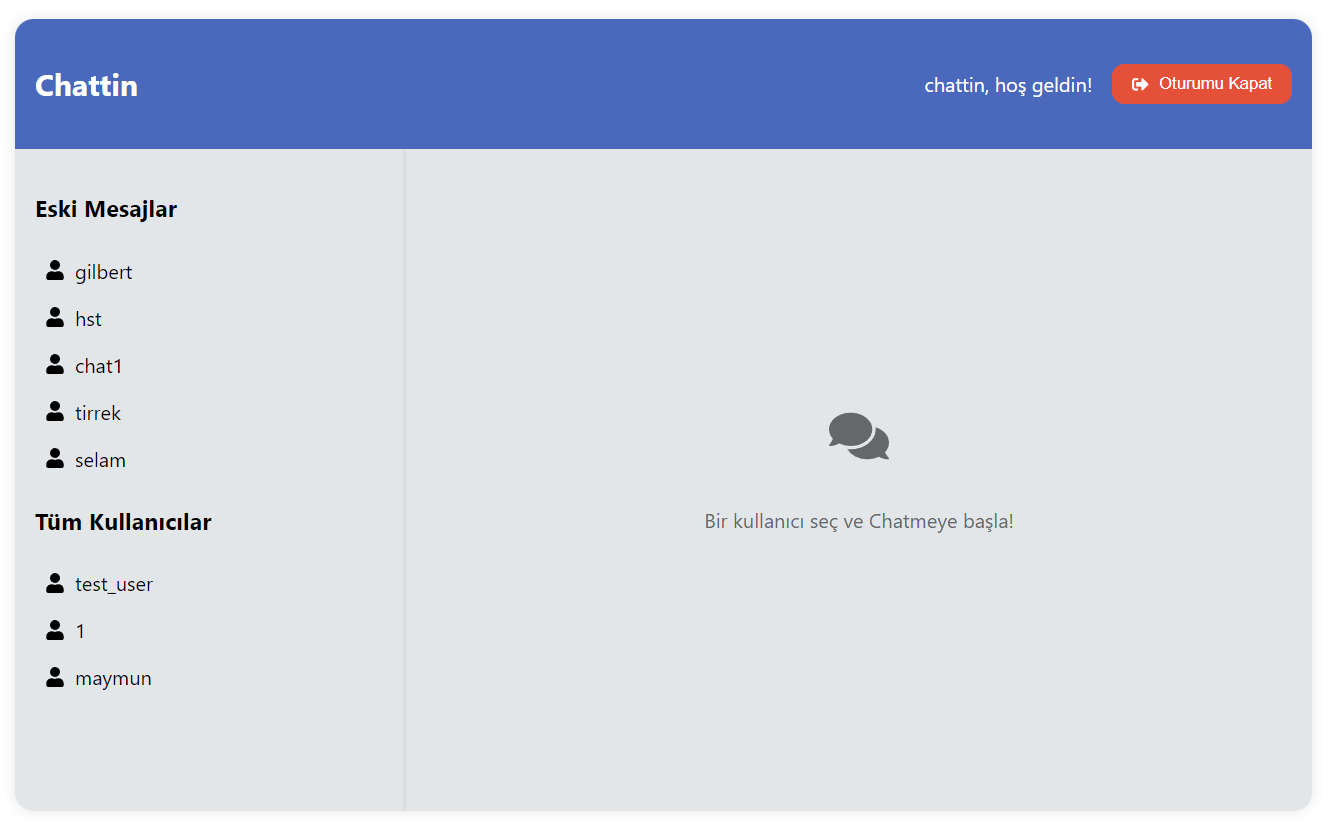 Chattin
chattin, hoş geldin!
Oturumu Kapat
Eski Mesajlar
gilbert
hst
chat1
tirrek
selam
Tüm Kullanıcılar
test_user
1
maymun
Bir kullanıcı seç ve Chatmeye başla!